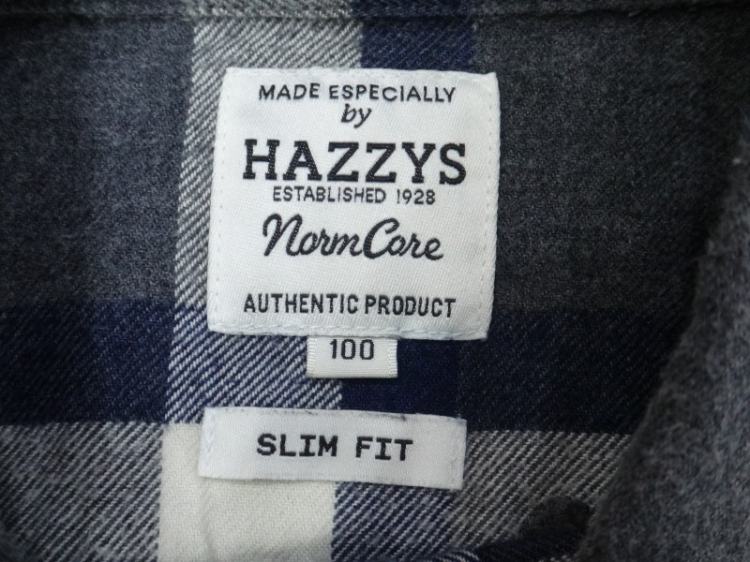 MADE ESPECIALLY
by
HAZZYS
ESTABLISHED 1928
NormCore
AUTHENTIC PRODUCT
100
SLIM FIT